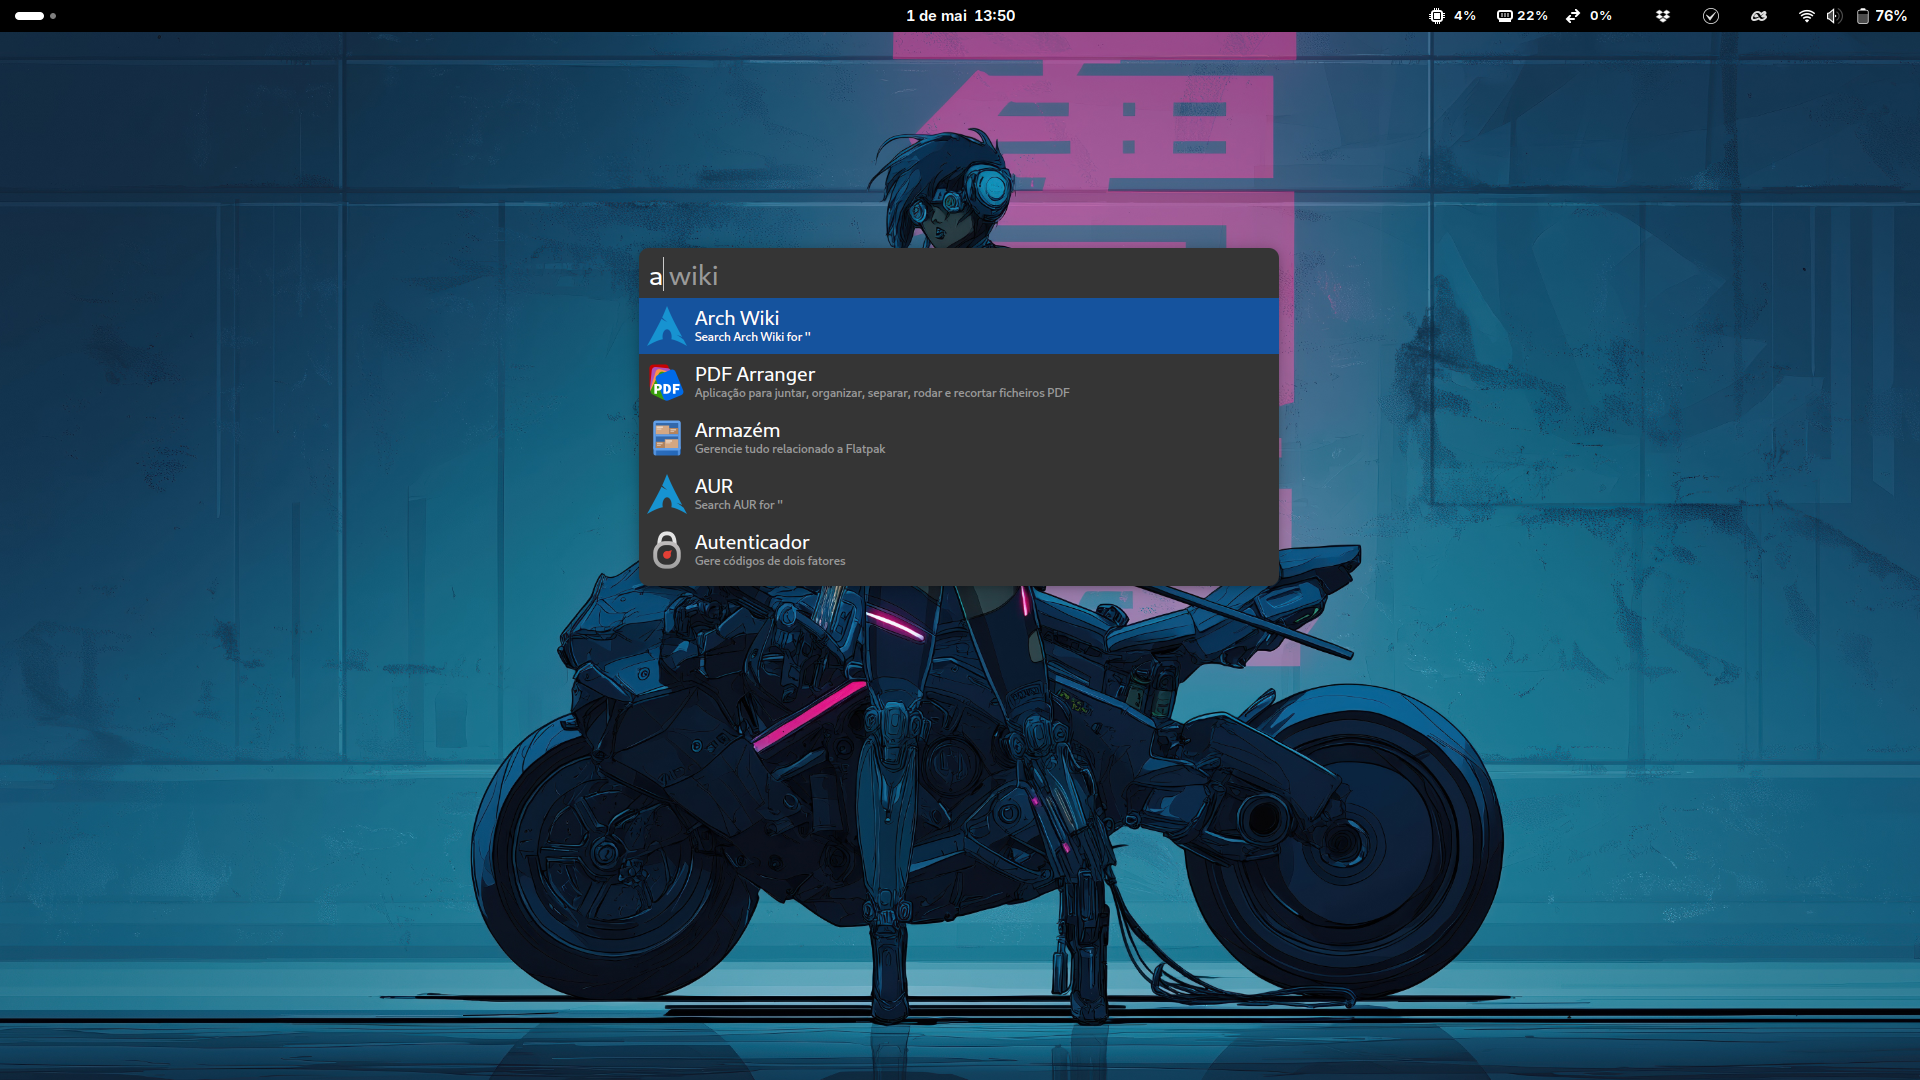 1 de mai 13:50
4% 22% 0% 76%
a wiki
Arch Wiki
Search Arch Wiki for ''
PDF
PDF Arranger
Aplicação para juntar, organizar, separar, rodar e recortar ficheiros PDF
Armazém
Gerencie tudo relacionado a Flatpak
AUR
Search AUR for ''
Autenticador
Gere códigos de dois fatores